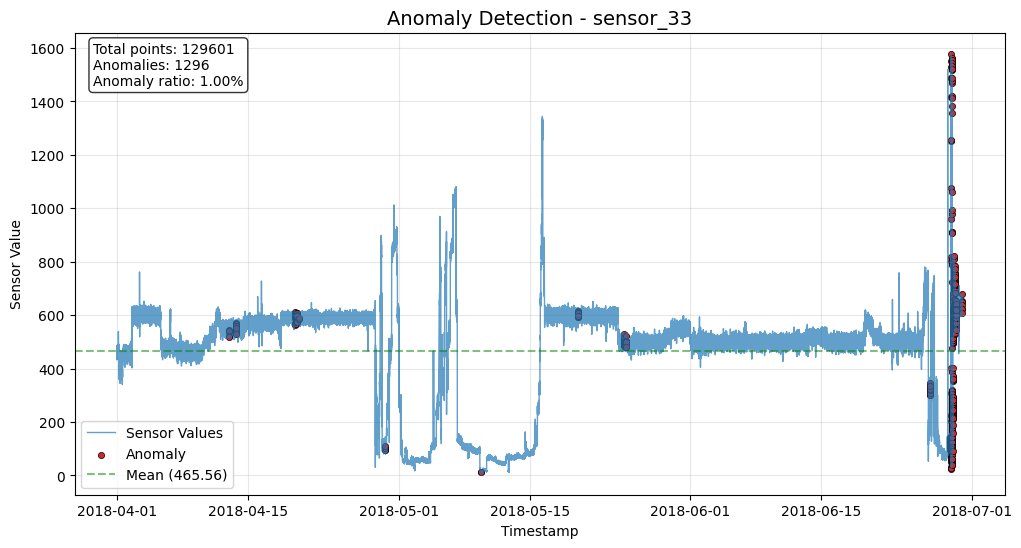 Anomaly Detection - sensor_33
Total points: 129601
Anomalies: 1296
Anomaly ratio: 1.00%
1600
1400
1200
1000
800
600
400
200
0
Sensor Value
Sensor Values
Anomaly
Mean (465.56)
2018-04-01 2018-04-15 2018-05-01 2018-05-15 2018-06-01 2018-06-15 2018-07-01
Timestamp